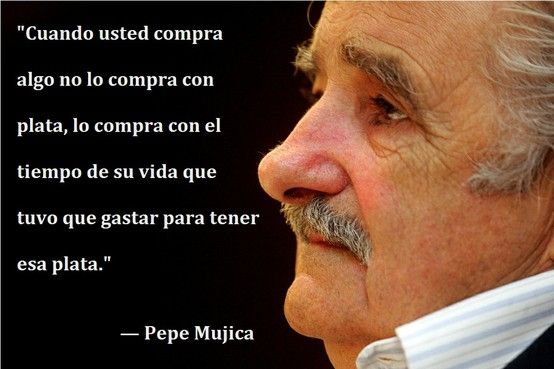 "Cuando usted compra
algo no lo compra con
plata, lo compra con el
tiempo de su vida que
tuvo que gastar para tener
esa plata."
— Pepe Mujica